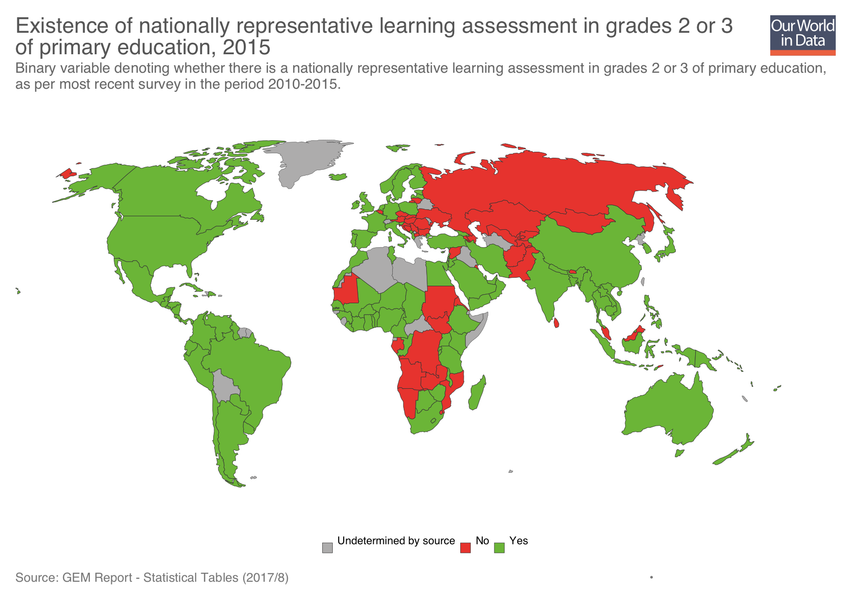 Existence of nationally representative learning assessment in grades 2 or 3
of primary education, 2015
Our World
in Data
Binary variable denoting whether there is a nationally representative learning assessment in grades 2 or 3 of primary education,
as per most recent survey in the period 2010-2015.
Undetermined by source
No
Yes
Source: GEM Report - Statistical Tables (2017/8)